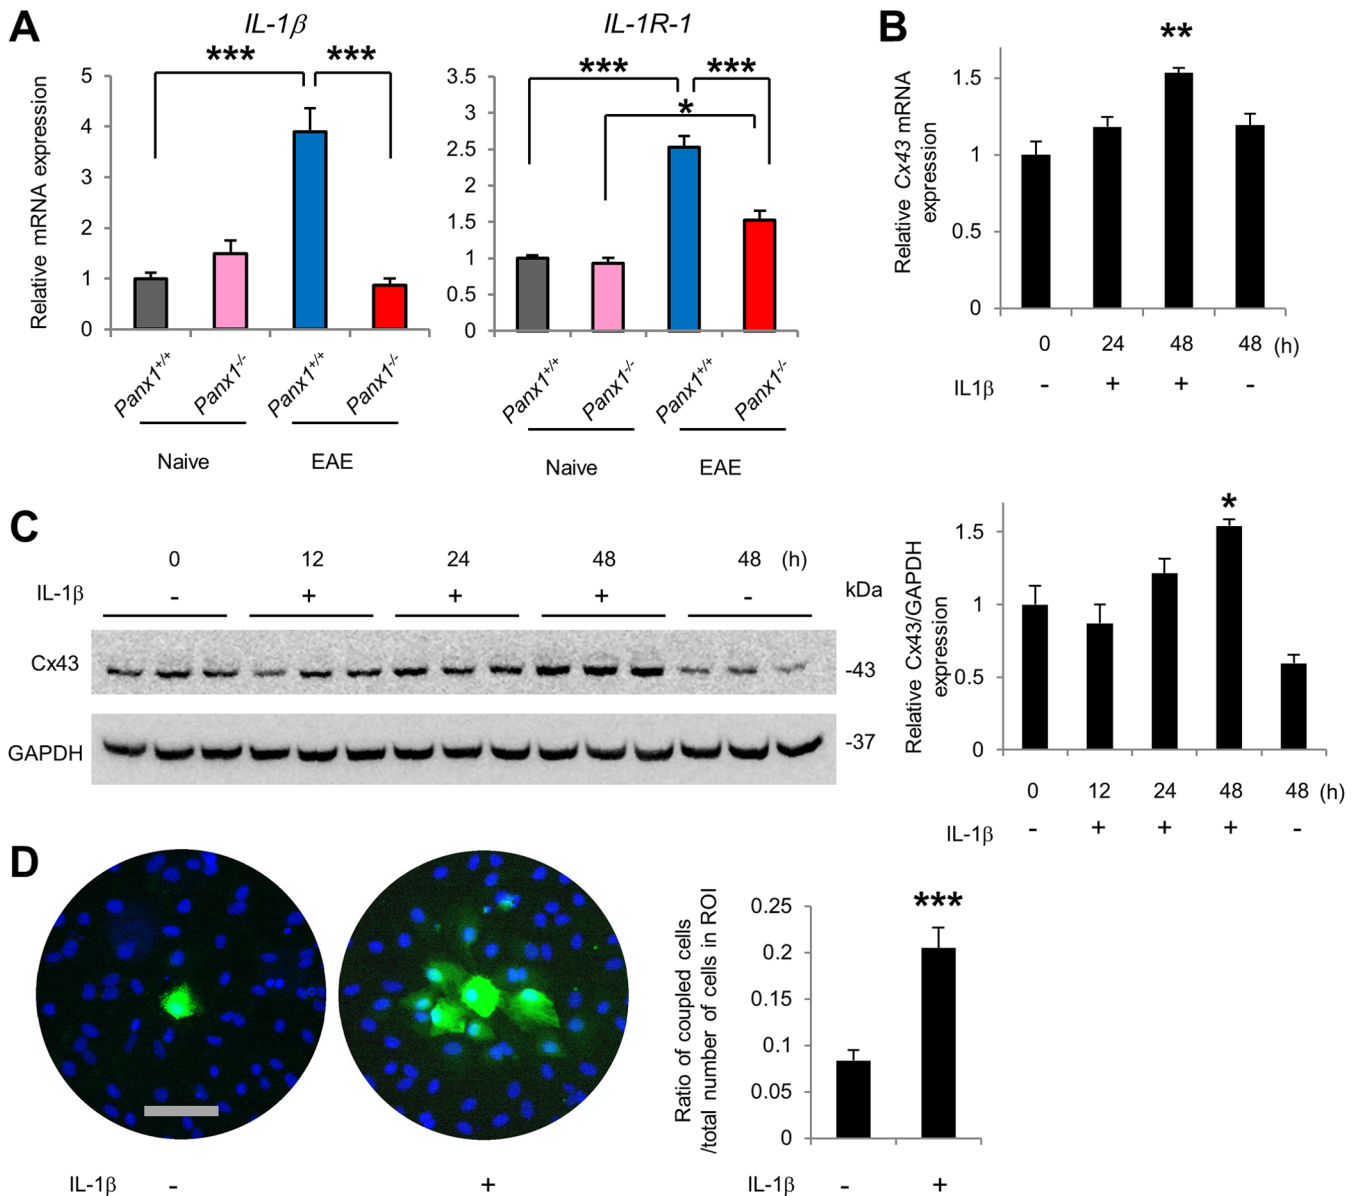 A
IL-1β
***
***
Relative mRNA expression
5
4
3
2
1
0
Panx1+/+
Panx1-/-
Panx1+/+
Panx1-/-
Naive
EAE
IL-1R-1
***
***
*
3.5
3
2.5
2
1.5
1
0.5
0
Panx1+/+
Panx1-/-
Panx1+/+
Panx1-/-
Naive
EAE
B
**
Relative Cx43 mRNA
expression
1.5
1
0.5
0
0 24 48 48 (h)
IL1β - + + -
C
0 12 24 48 48 (h)
IL-1β - + + + - kDa
Cx43 -43
GAPDH -37
*
Relative Cx43/GAPDH
expression
1.5
1
0.5
0
0 12 24 48 48 (h)
IL-1β - + + + -
D
IL-1β - +
***
Ratio of coupled cells
/total number of cells in ROI
0.25
0.2
0.15
0.1
0.05
0
IL-1β - +